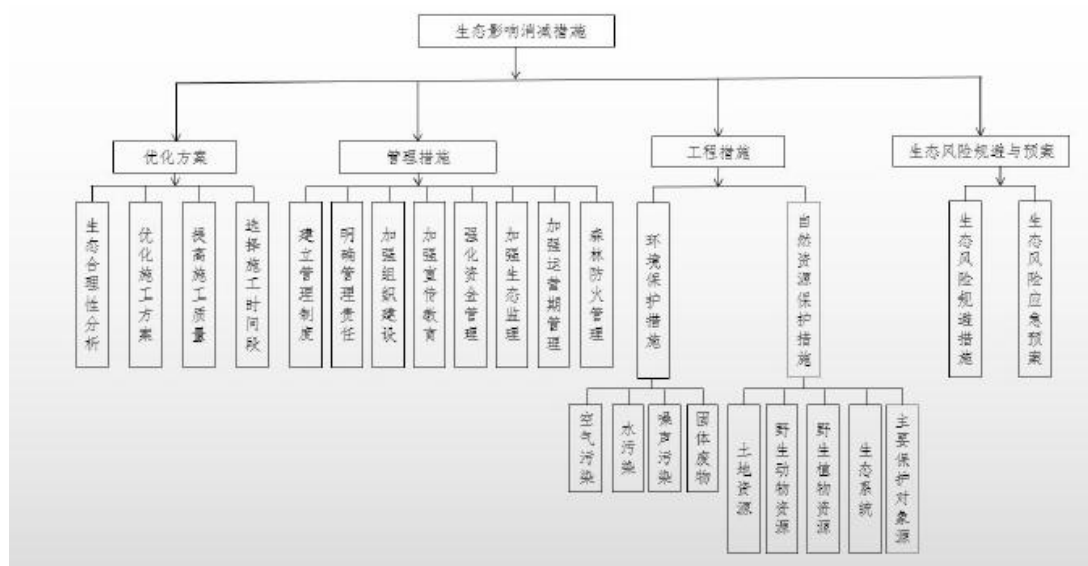 生态影响消减措施
优化方案
管理措施
工程措施
生态风险规避与预案
生态合理性分析
优化施工方案
提高施工质量
选择施工时间段
建立管理制度
明确管理责任
加强组织建设
加强宣传教育
强化资金管理
加强生态监理
加强运营期管理
森林防火管理
环境保护措施
自然资源保护措施
生态风险规避措施
生态风险应急预案
空气污染
水污染
噪声污染
固体废物
土地资源
野生动物资源
野生植物资源
生态系统
主要保护对象源